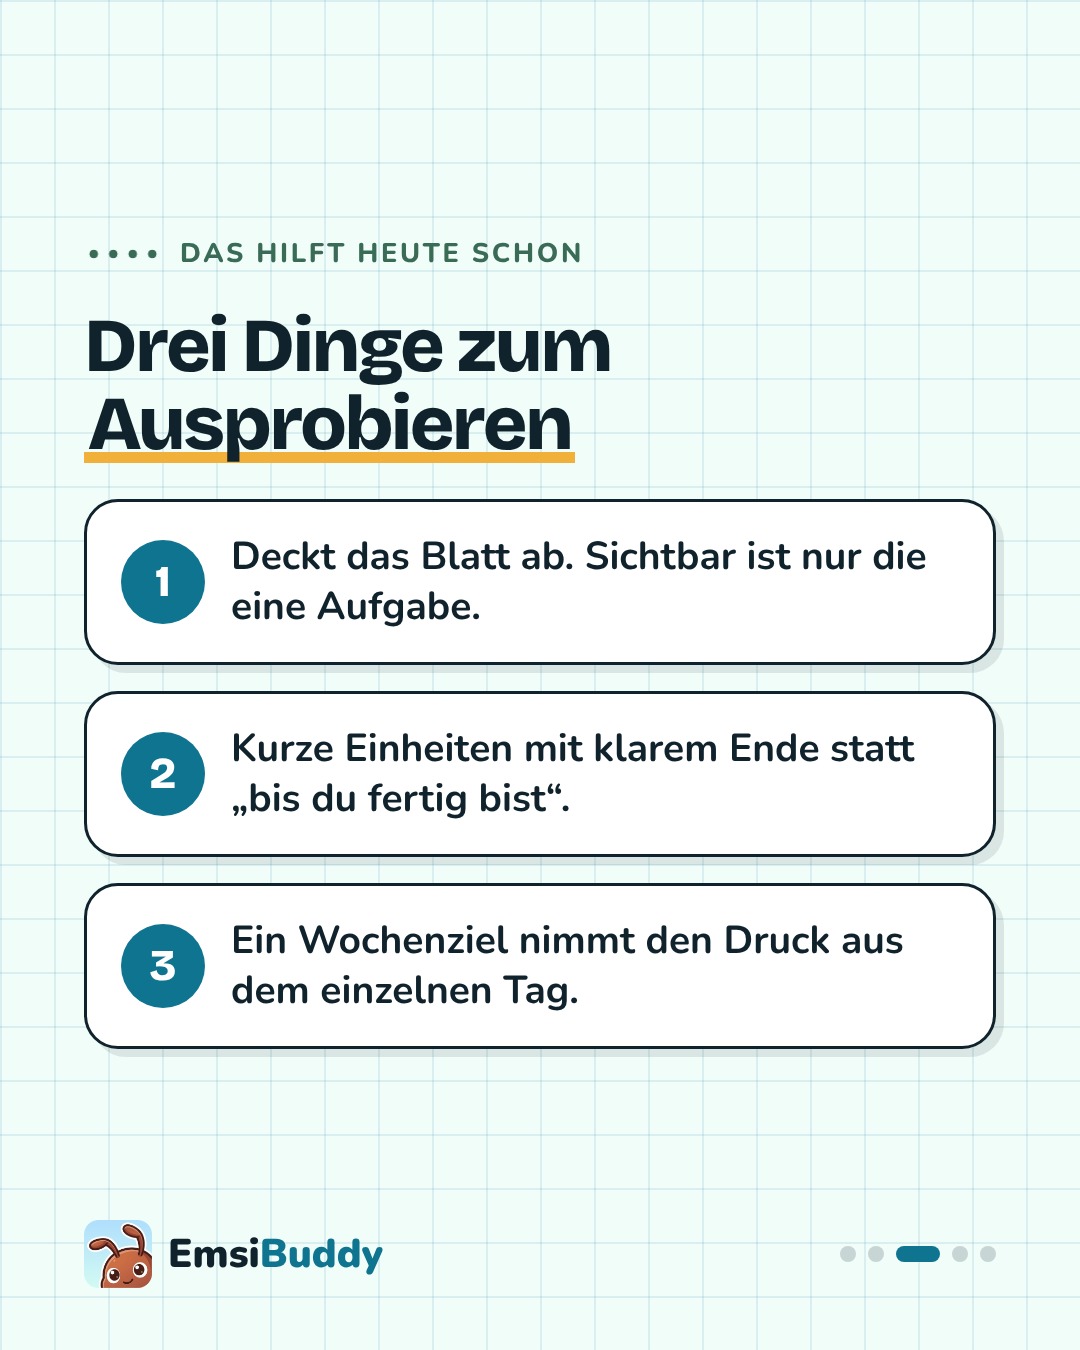 DAS HILFT HEUTE SCHON
Drei Dinge zum
Ausprobieren
1
Deckt das Blatt ab. Sichtbar ist nur die
eine Aufgabe.
2
Kurze Einheiten mit klarem Ende statt
„bis du fertig bist“.
3
Ein Wochenziel nimmt den Druck aus
dem einzelnen Tag.
EmsiBuddy